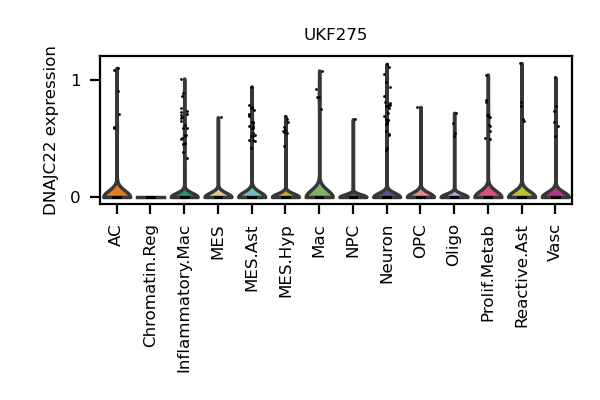 UKF275
DNAJC22 expression
1
0
AC
Chromatin.Reg
Inflammatory.Mac
MES
MES.Ast
MES.Hyp
Mac
NPC
Neuron
OPC
Oligo
Prolif.Metab
Reactive.Ast
Vasc